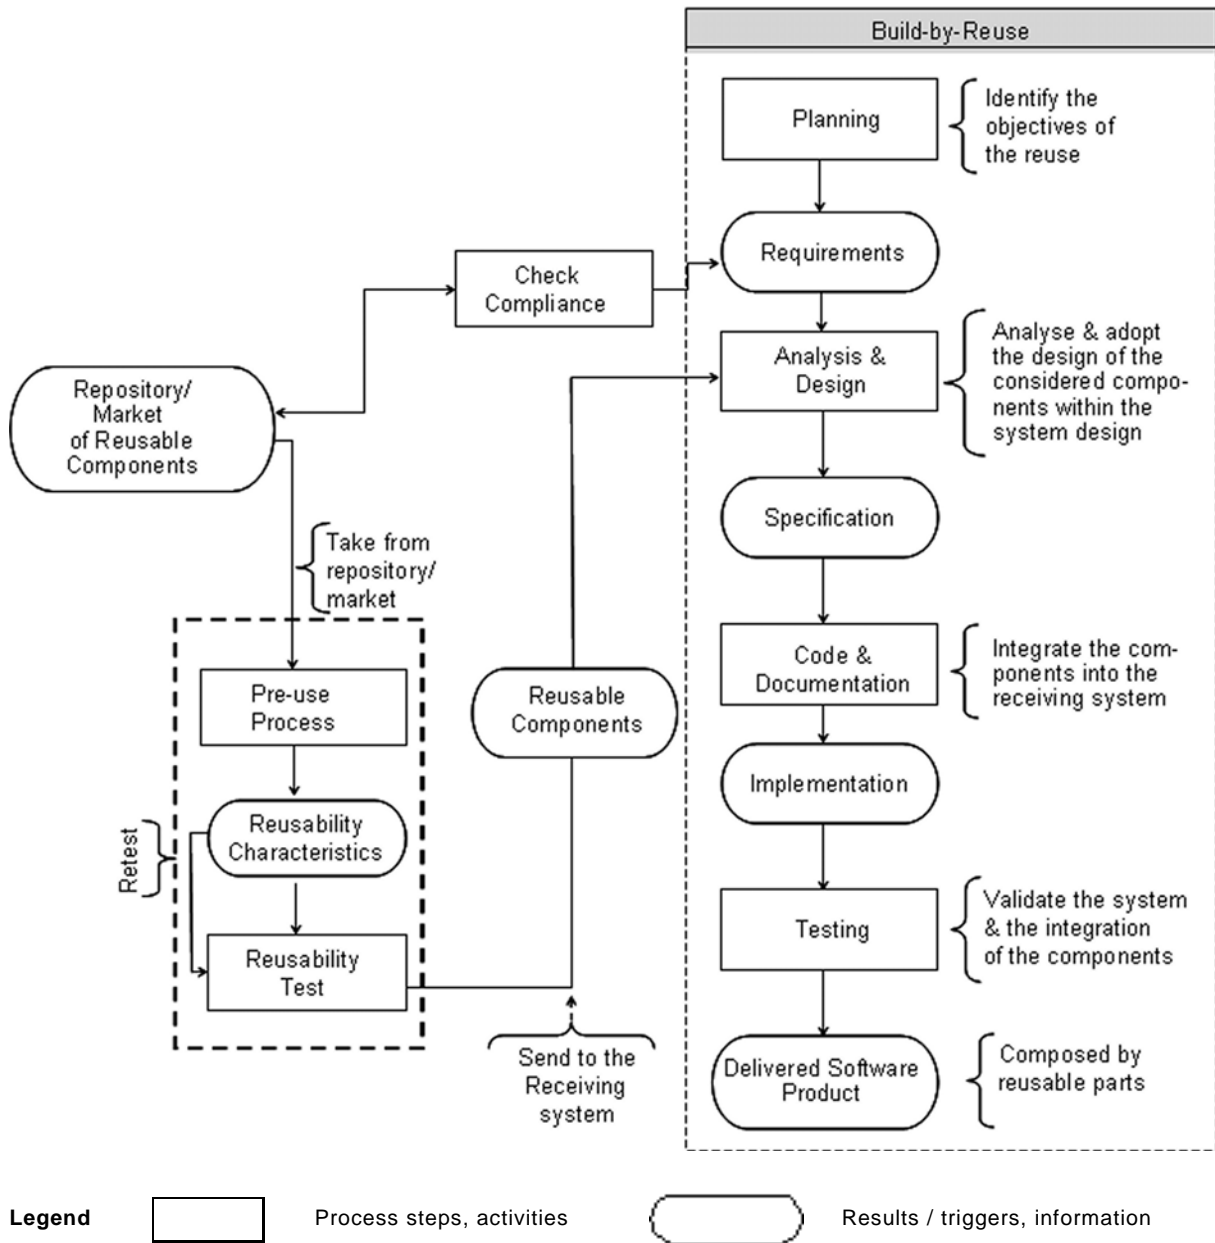 Build-by-Reuse
Planning
Identify the
objectives of
the reuse
Requirements
Check
Compliance
Analysis &
Design
Analyse & adopt
the design of the
considered compo-
nents within the
system design
Repository/
Market
of Reusable
Components
Specification
Take from
repository/
market
Code &
Documentation
Integrate the com-
ponents into the
receiving system
Pre-use
Process
Reusable
Components
Implementation
Retest
Reusability
Characteristics
Testing
Validate the system
& the integration
of the components
Reusability
Test
Send to the
Receiving
system
Delivered Software
Product
Composed by
reusable parts
Legend
Process steps, activities
Results / triggers, information